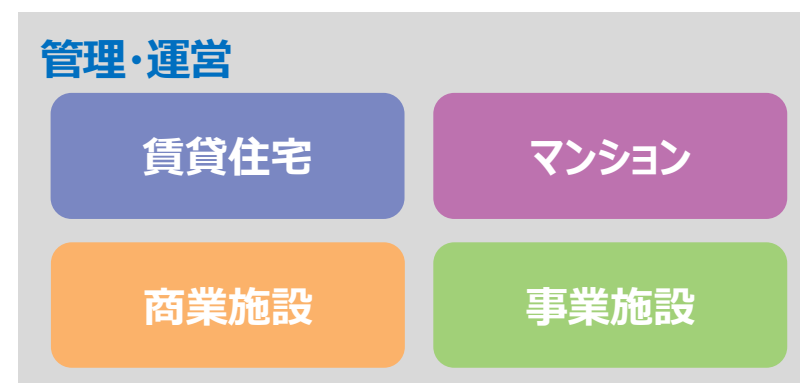 管理・運営
賃貸住宅
マンション
商業施設
事業施設